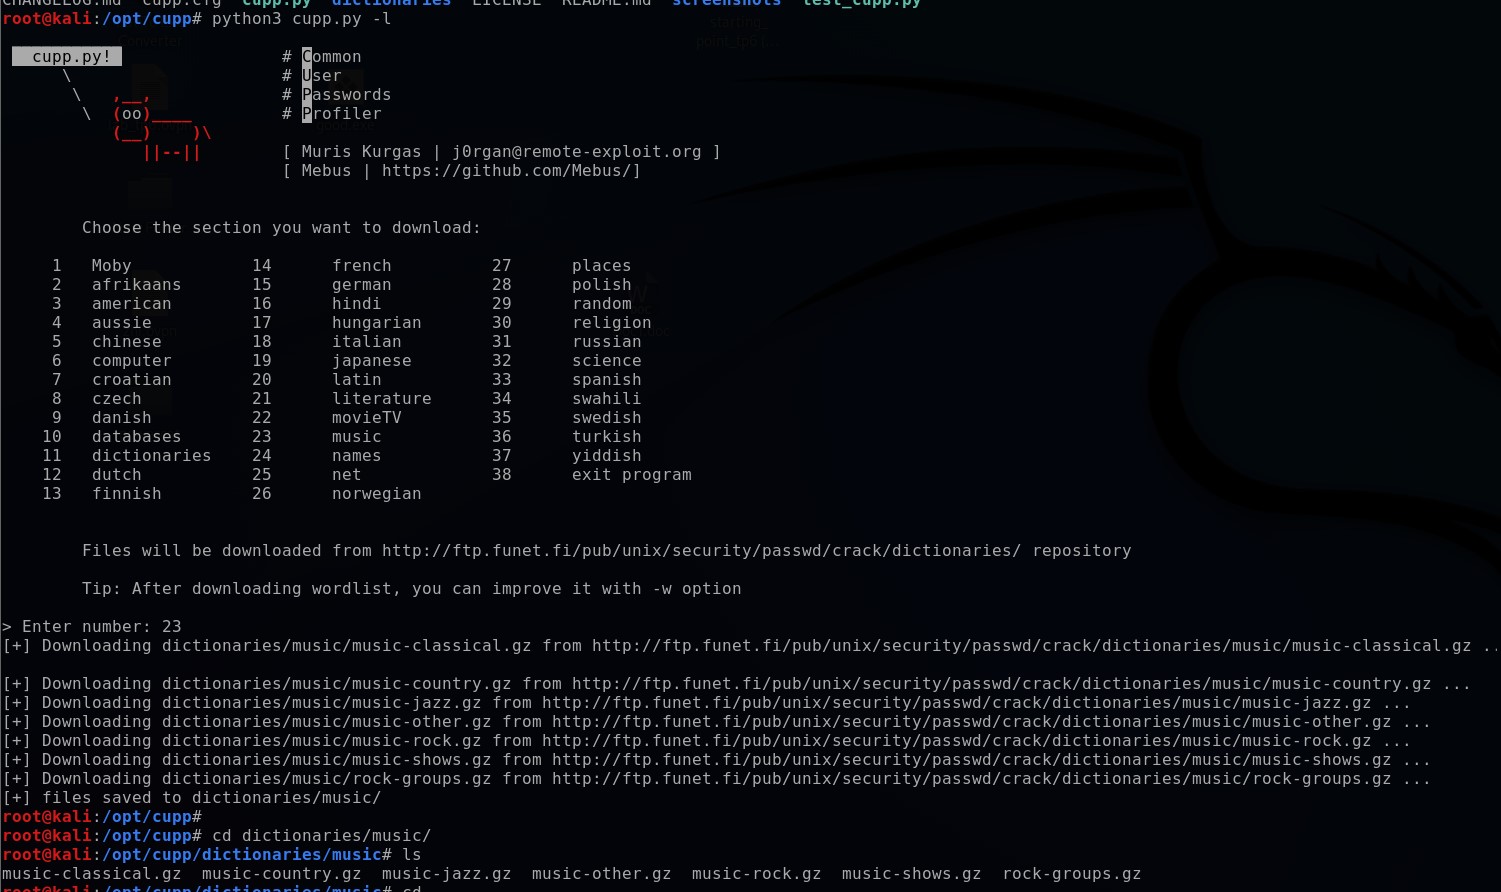 CHANGELOG.md cupp.cfg cupp.py dictionaries LICENSE README.md screenshots test_cupp.py
root@kali:/opt/cupp# python3 cupp.py -l
cupp.py! # Common
\ # User
\ ,__, # Passwords
\ (oo)____ # Profiler
(__) )\
||--|| [ Muris Kurgas | j0rgan@remote-exploit.org ]
[ Mebus | https://github.com/Mebus/]
Choose the section you want to download:
1 Moby 14 french 27 places
2 afrikaans 15 german 28 polish
3 american 16 hindi 29 random
4 aussie 17 hungarian 30 religion
5 chinese 18 italian 31 russian
6 computer 19 japanese 32 science
7 croatian 20 latin 33 spanish
8 czech 21 literature 34 swahili
9 danish 22 movieTV 35 swedish
10 databases 23 music 36 turkish
11 dictionaries 24 names 37 yiddish
12 dutch 25 net 38 exit program
13 finnish 26 norwegian
Files will be downloaded from http://ftp.funet.fi/pub/unix/security/passwd/crack/dictionaries/ repository
Tip: After downloading wordlist, you can improve it with -w option
> Enter number: 23
[+] Downloading dictionaries/music/music-classical.gz from http://ftp.funet.fi/pub/unix/security/passwd/crack/dictionaries/music/music-classical.gz ..
[+] Downloading dictionaries/music/music-country.gz from http://ftp.funet.fi/pub/unix/security/passwd/crack/dictionaries/music/music-country.gz ...
[+] Downloading dictionaries/music/music-jazz.gz from http://ftp.funet.fi/pub/unix/security/passwd/crack/dictionaries/music/music-jazz.gz ...
[+] Downloading dictionaries/music/music-other.gz from http://ftp.funet.fi/pub/unix/security/passwd/crack/dictionaries/music/music-other.gz ...
[+] Downloading dictionaries/music/music-rock.gz from http://ftp.funet.fi/pub/unix/security/passwd/crack/dictionaries/music/music-rock.gz ...
[+] Downloading dictionaries/music/music-shows.gz from http://ftp.funet.fi/pub/unix/security/passwd/crack/dictionaries/music/music-shows.gz ...
[+] Downloading dictionaries/music/rock-groups.gz from http://ftp.funet.fi/pub/unix/security/passwd/crack/dictionaries/music/rock-groups.gz ...
[+] files saved to dictionaries/music/
root@kali:/opt/cupp#
root@kali:/opt/cupp# cd dictionaries/music/
root@kali:/opt/cupp/dictionaries/music# ls
music-classical.gz music-country.gz music-jazz.gz music-other.gz music-rock.gz music-shows.gz rock-groups.gz
root@kali:/opt/cupp/dictionaries/music# cd